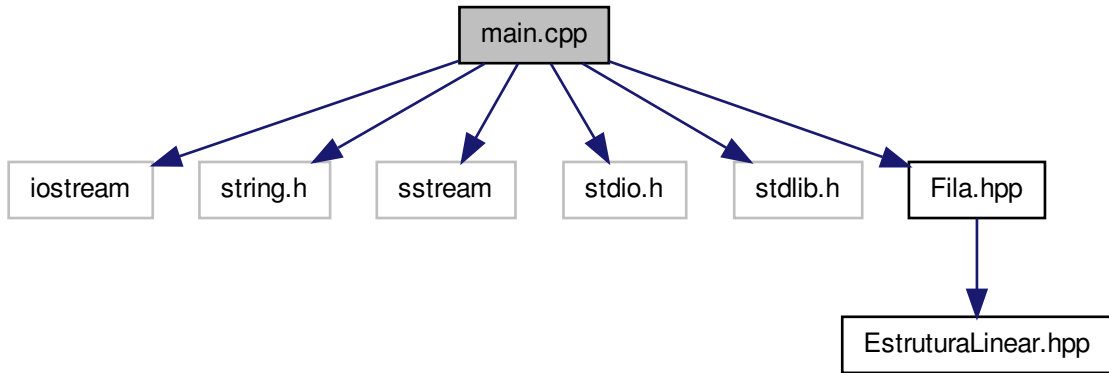 main.cpp
iostream
string.h
sstream
stdio.h
stdlib.h
Fila.hpp
EstruturaLinear.hpp